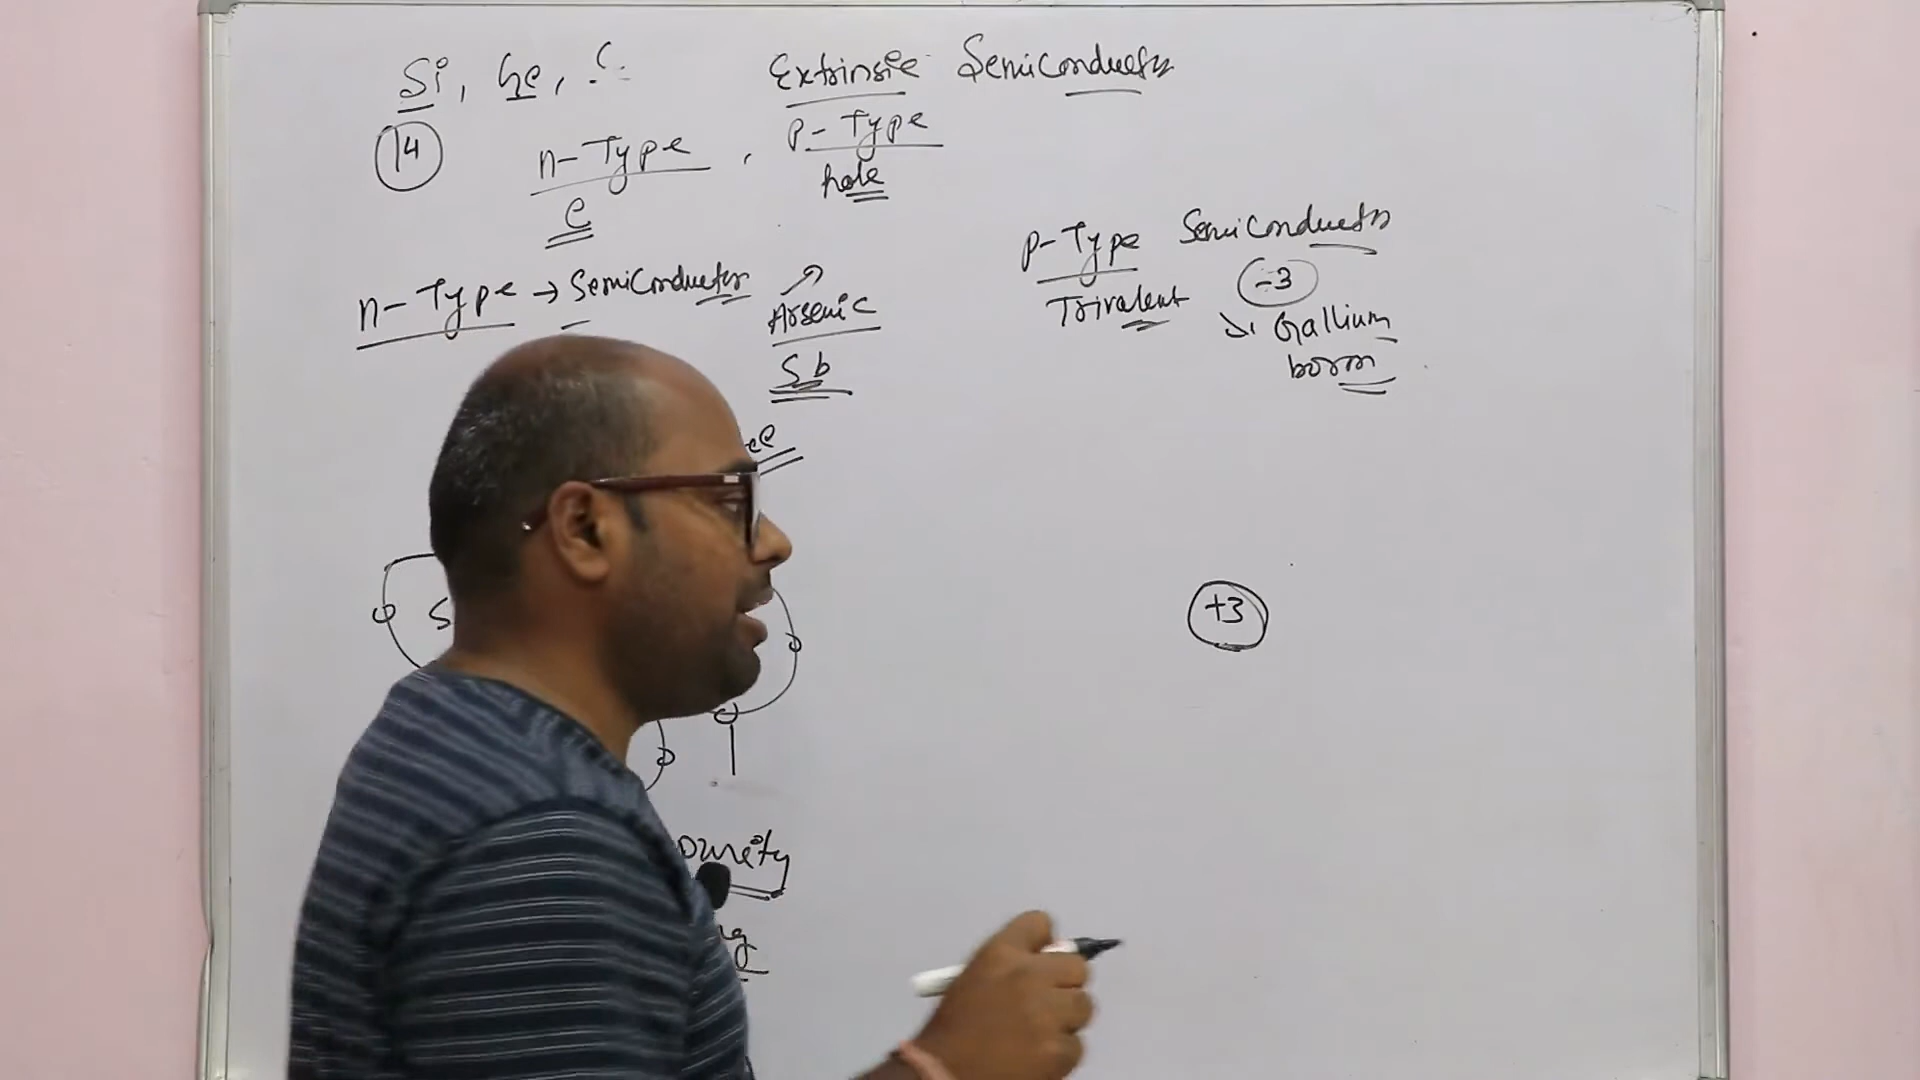 Si, Ge, C
Extrinsic Semiconductor
14
n-Type , P-Type
e
hole
P-Type Semiconductor
n-Type → Semiconductor
Arsenic
Sb
Trivalent
-3
Gallium
boron
+3